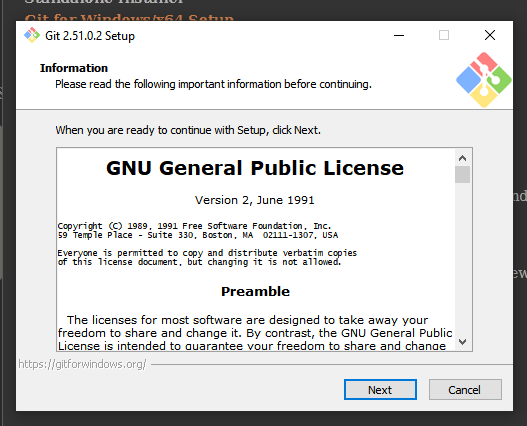 Standalone Installer
Git for Windows/x64 Setup
Git 2.51.0.2 Setup
Information
Please read the following important information before continuing.
When you are ready to continue with Setup, click Next.
GNU General Public License
Version 2, June 1991
Copyright (C) 1989, 1991 Free Software Foundation, Inc.
59 Temple Place - Suite 330, Boston, MA  02111-1307, USA
Everyone is permitted to copy and distribute verbatim copies
of this license document, but changing it is not allowed.
Preamble
The licenses for most software are designed to take away your
freedom to share and change it. By contrast, the GNU General Public
License is intended to guarantee your freedom to share and change
https://gitforwindows.org/
Next
Cancel